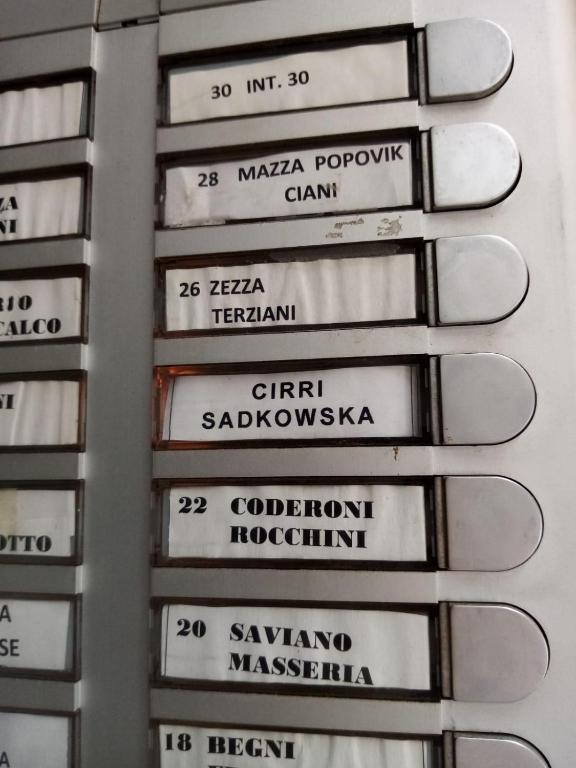 30 INT. 30
28 MAZZA POPOVIK
CIANI
26 ZEZZA
TERZIANI
CIRRI
SADKOWSKA
22 CODERONI
ROCCHINI
20 SAVIANO
MASSERIA
18 BEGNI